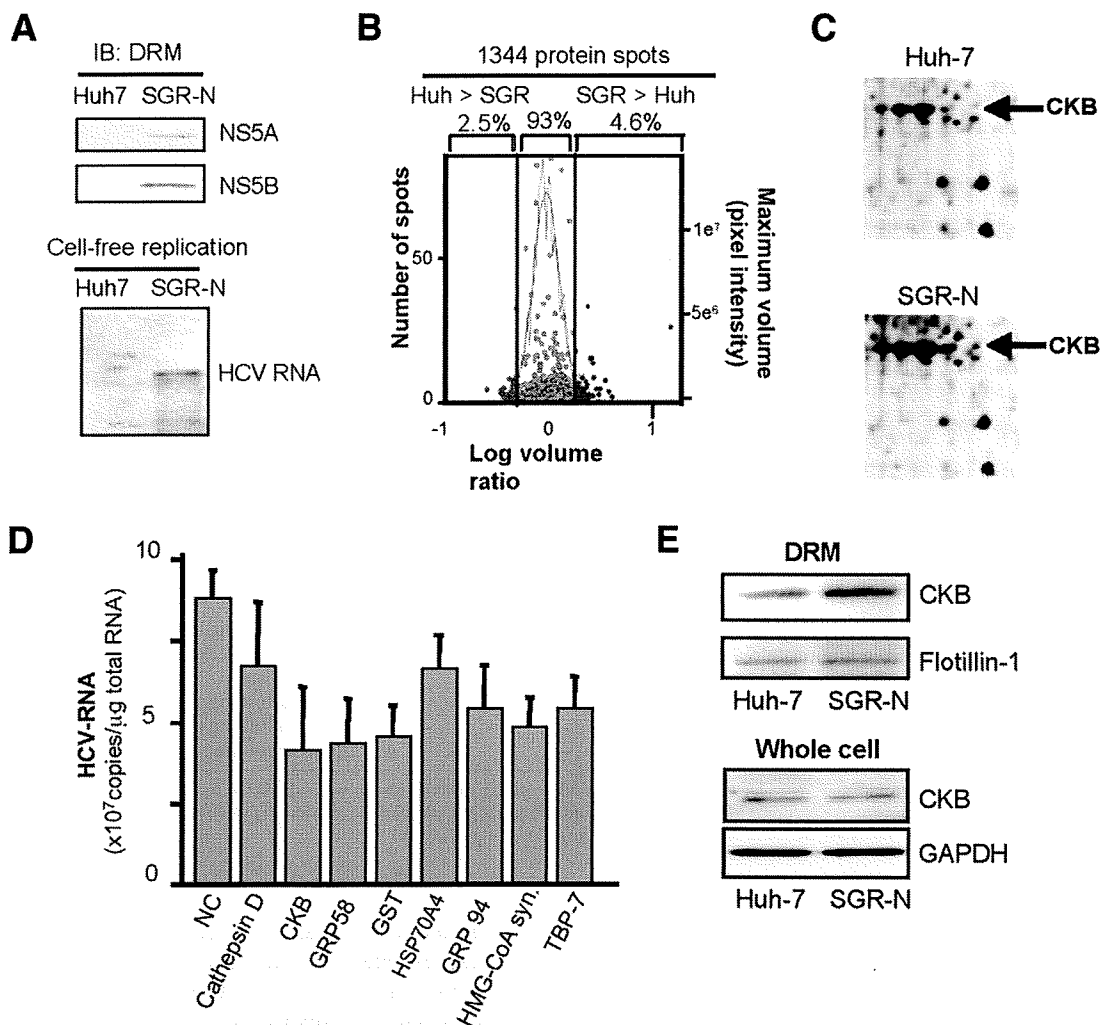 A
IB: DRM
Huh7 SGR-N
NS5A
NS5B
Cell-free replication
Huh7 SGR-N
HCV RNA
B
1344 protein spots
Huh > SGR SGR > Huh
2.5% 93% 4.6%
Number of spots
50
0
Maximum volume
(pixel intensity)
1e⁷
5e⁶
-1 0 1
Log volume
ratio
C
Huh-7
CKB
SGR-N
CKB
D
HCV-RNA
(x10⁷copies/µg total RNA)
10
5
0
NC
Cathepsin D
CKB
GRP58
GST
HSP70A4
GRP 94
HMG-CoA syn.
TBP-7
E
DRM
CKB
Flotillin-1
Huh-7 SGR-N
Whole cell
CKB
GAPDH
Huh-7 SGR-N